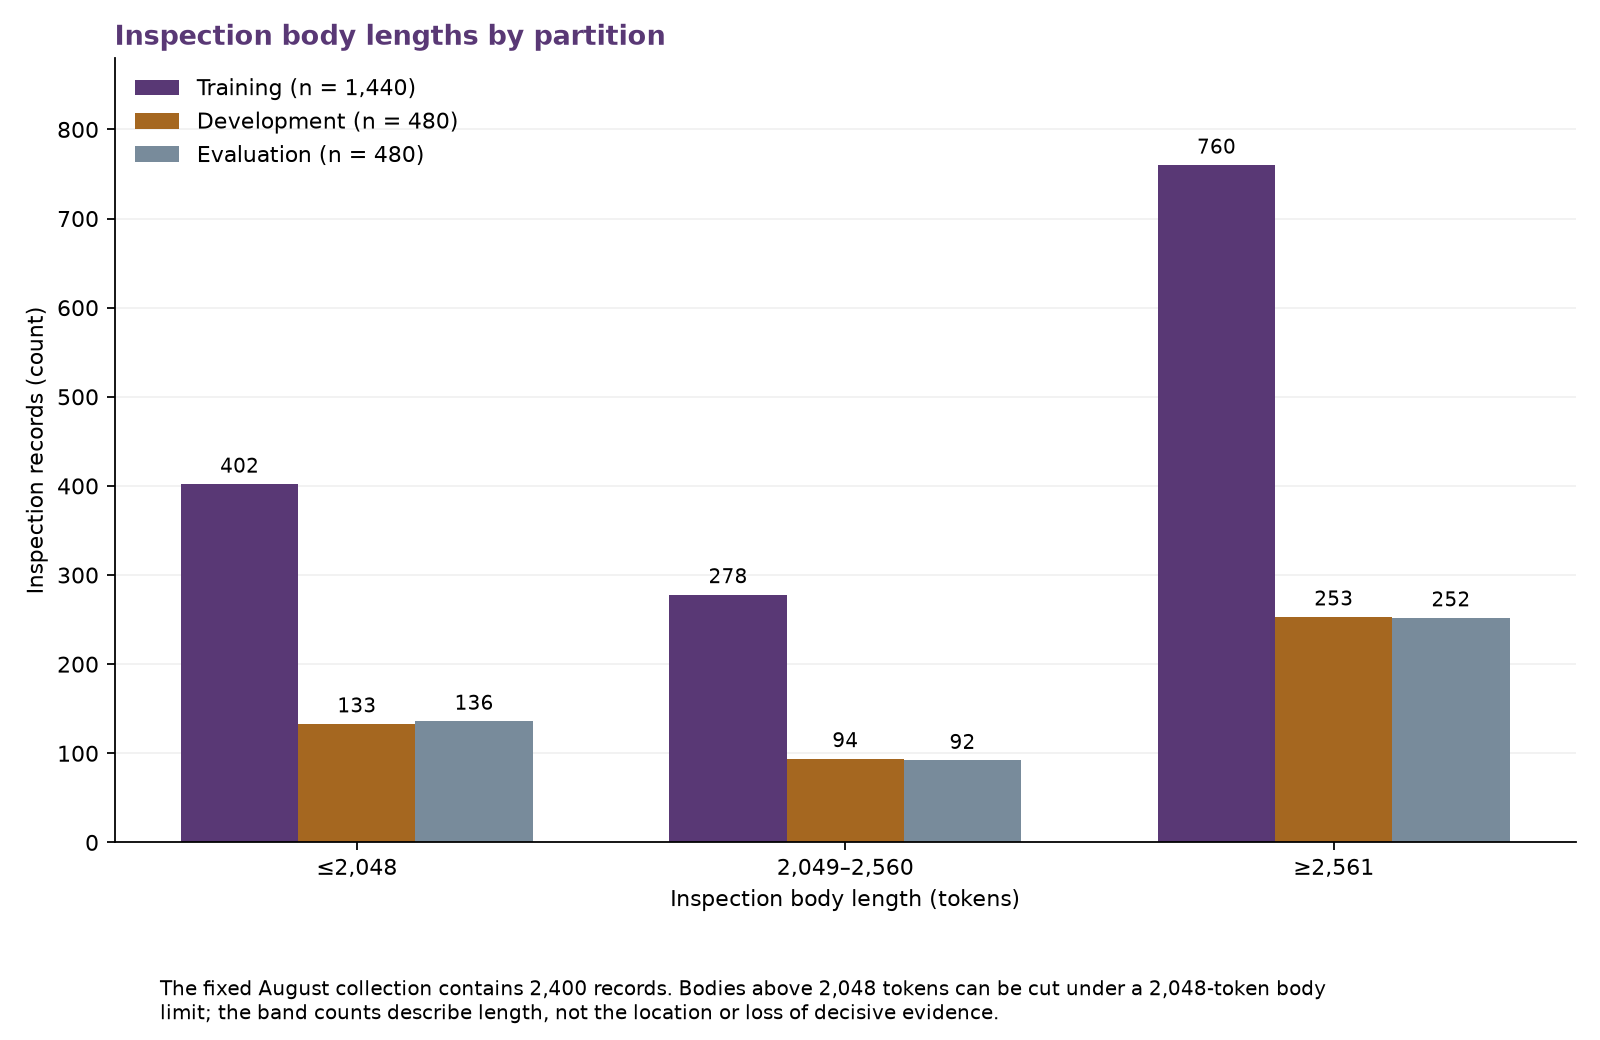 Inspection body lengths by partition
Training (n = 1,440)
Development (n = 480)
Evaluation (n = 480)
Inspection records (count)
800
700
600
500
400
300
200
100
0
402
133
136
278
94
92
760
253
252
≤2,048
2,049–2,560
≥2,561
Inspection body length (tokens)
The fixed August collection contains 2,400 records. Bodies above 2,048 tokens can be cut under a 2,048-token body
limit; the band counts describe length, not the location or loss of decisive evidence.